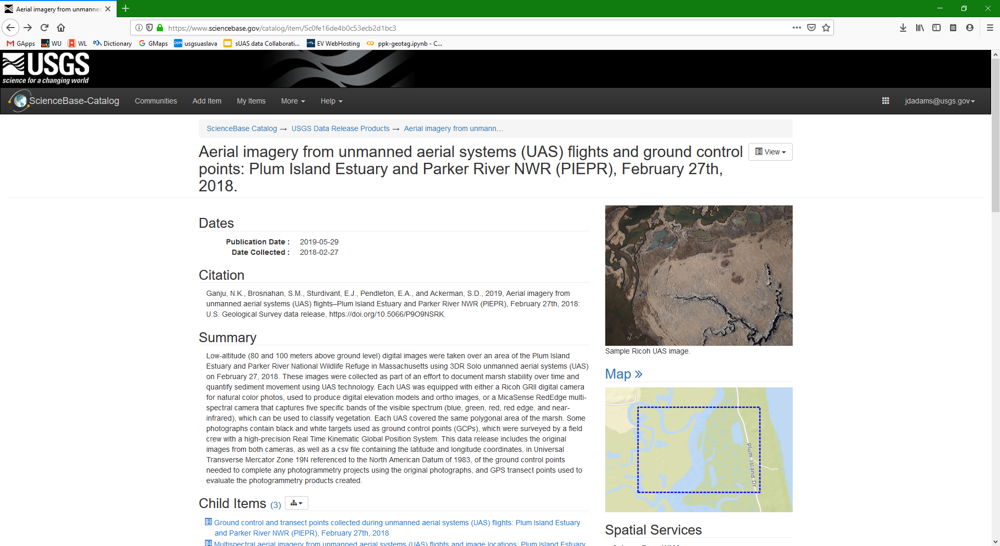 Aerial imagery from unmanned
https://www.sciencebase.gov/catalog/item/5c0fe16de4b0c53ecb2d1bc3
GApps WU WL Dictionary GMaps usgsuaslava sUAS data Collaborati... EV WebHosting ppk-geotag.ipynb - C...
USGS
science for a changing world
ScienceBase-Catalog Communities Add Item My Items More Help jdadams@usgs.gov
ScienceBase Catalog → USGS Data Release Products → Aerial imagery from unmann…
Aerial imagery from unmanned aerial systems (UAS) flights and ground control
points: Plum Island Estuary and Parker River NWR (PIEPR), February 27th,
2018.
View
Dates
Publication Date : 2019-05-29
Date Collected : 2018-02-27
Citation
Ganju, N.K., Brosnahan, S.M., Sturdivant, E.J., Pendleton, E.A., and Ackerman, S.D., 2019, Aerial imagery from
unmanned aerial systems (UAS) flights–Plum Island Estuary and Parker River NWR (PIEPR), February 27th, 2018:
U.S. Geological Survey data release, https://doi.org/10.5066/P9O9NSRK.
Summary
Low-altitude (80 and 100 meters above ground level) digital images were taken over an area of the Plum Island
Estuary and Parker River National Wildlife Refuge in Massachusetts using 3DR Solo unmanned aerial systems (UAS)
on February 27, 2018. These images were collected as part of an effort to document marsh stability over time and
quantify sediment movement using UAS technology. Each UAS was equipped with either a Ricoh GRII digital camera
for natural color photos, used to produce digital elevation models and ortho images, or a MicaSense RedEdge multi-
spectral camera that captures five specific bands of the visible spectrum (blue, green, red, red edge, and near-
infrared), which can be used to classify vegetation. Each UAS covered the same polygonal area of the marsh. Some
photographs contain black and white targets used as ground control points (GCPs), which were surveyed by a field
crew with a high-precision Real Time Kinematic Global Position System. This data release includes the original
images from both cameras, as well as a csv file containing the latitude and longitude coordinates, in Universal
Transverse Mercator Zone 19N referenced to the North American Datum of 1983, of the ground control points
needed to complete any photogrammetry projects using the original photographs, and GPS transect points used to
evaluate the photogrammetry products created.
Child Items (3)
Ground control and transect points collected during unmanned aerial systems (UAS) flights: Plum Island Estuary
and Parker River NWR (PIEPR), February 27th, 2018
Multispectral aerial imagery from unmanned aerial systems (UAS) flights and image locations: Plum Island Estuary
Sample Ricoh UAS image.
Map »
Plum Island Dr
Spatial Services